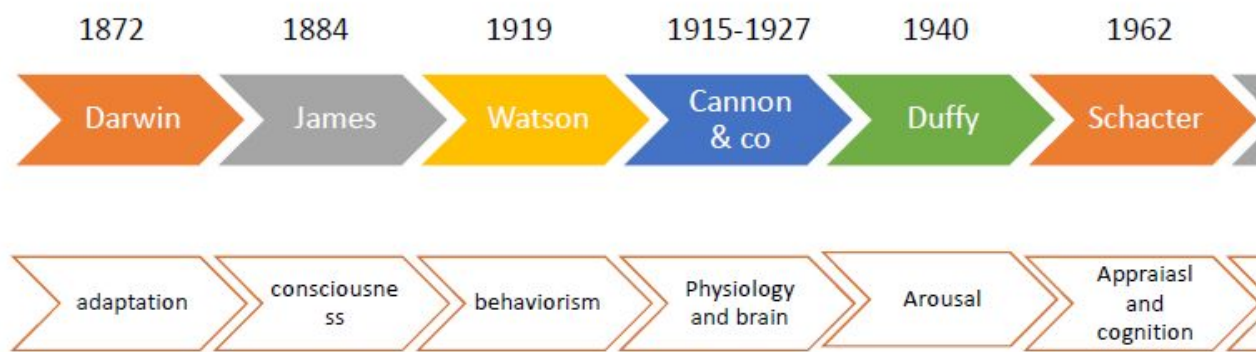 1872 1884 1919 1915-1927 1940 1962
Darwin James Watson Cannon & co Duffy Schacter
adaptation consciousne ss behaviorism Physiology and brain Arousal Appraiasl and cognition